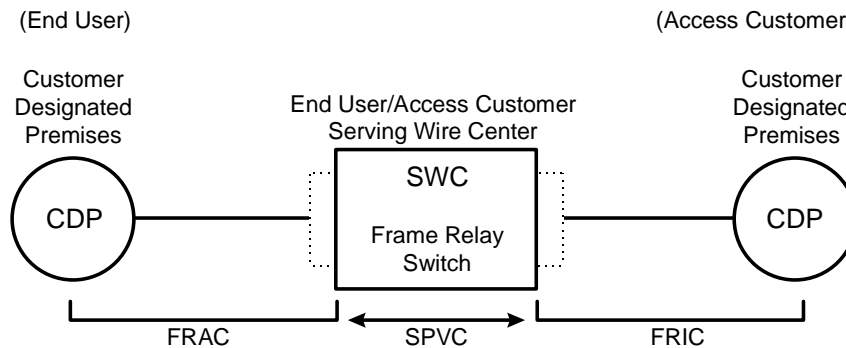 (End User)
(Access Customer
Customer
Designated
Premises
End User/Access Customer
Serving Wire Center
Customer
Designated
Premises
CDP
SWC
Frame Relay
Switch
CDP
FRAC
SPVC
FRIC